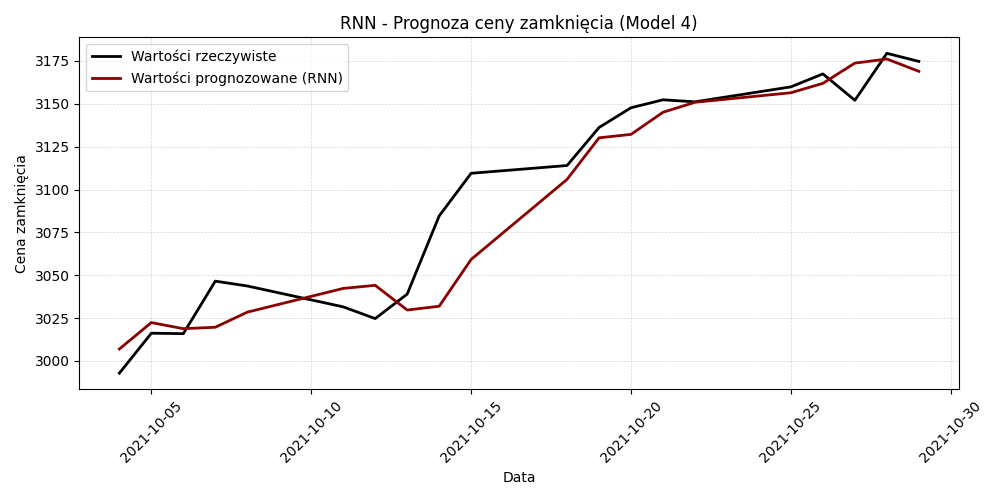 RNN - Prognoza ceny zamknięcia (Model 4)
Wartości rzeczywiste
Wartości prognozowane (RNN)
Cena zamknięcia
3175
3150
3125
3100
3075
3050
3025
3000
2021-10-05
2021-10-10
2021-10-15
2021-10-20
2021-10-25
2021-10-30
Data